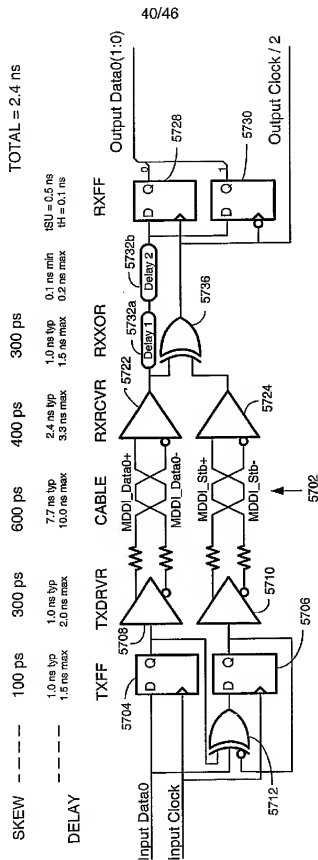 40/46
SKEW ---- 100 ps 300 ps 600 ps 400 ps 300 ps TOTAL = 2.4 ns
DELAY ----
1.0 ns typ
1.5 ns max
1.0 ns typ
2.0 ns max
7.7 ns typ
10.0 ns max
2.4 ns typ
3.3 ns max
1.0 ns typ
1.5 ns max
0.1 ns min
0.2 ns max
tSU = 0.5 ns
tH = 0.1 ns
TXFF TXDRVR CABLE RXRCVR RXXOR RXFF
Input Data0
Input Clock
5704
D Q
5708
MDDI_Data0+
MDDI_Data0-
5722
5732a
Delay 1
5732b
Delay 2
D Q
0
5728
Output Data0(1:0)
5712
D Q
5706
5710
MDDI_Stb+
MDDI_Stb-
5724
5736
D Q
1
5730
Output Clock / 2
5702